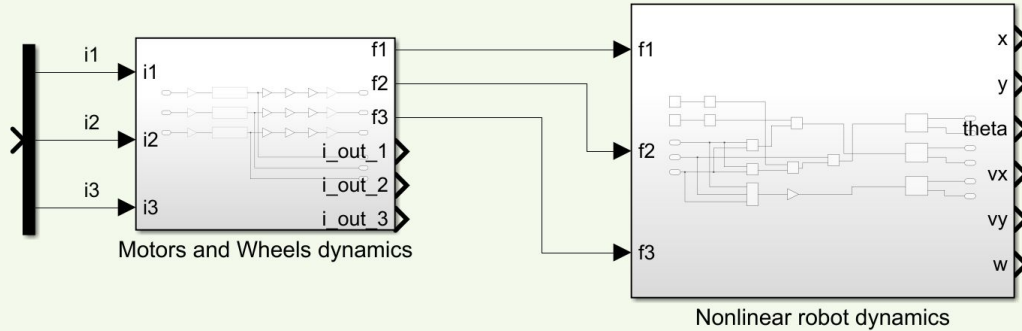 i1
i2
i3
i1
i2
i3
f1
f2
f3
i_out_1
i_out_2
i_out_3
Motors and Wheels dynamics
f1
f2
f3
x
y
theta
vx
vy
w
Nonlinear robot dynamics